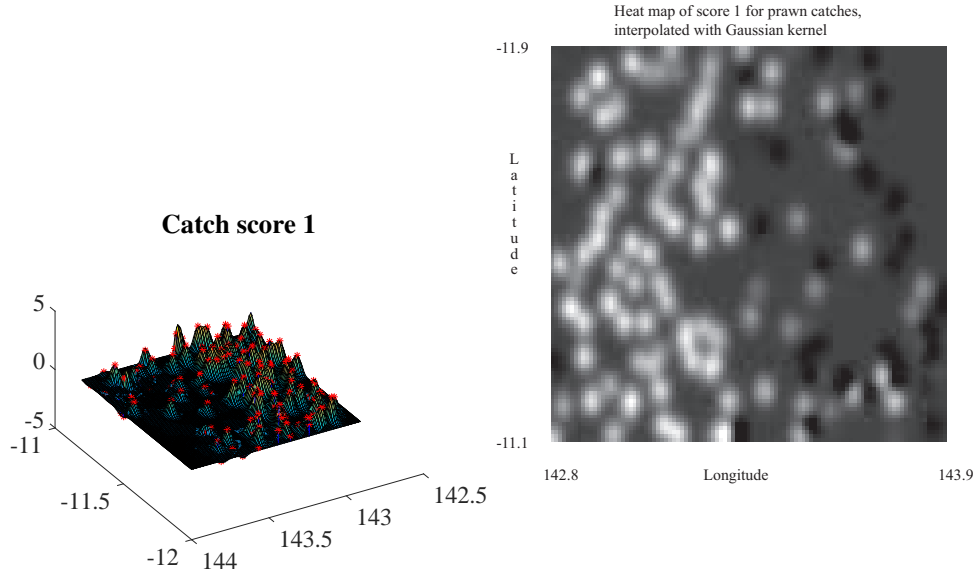 Heat map of score 1 for prawn catches,
interpolated with Gaussian kernel
Catch score 1
5
0
-5
-11
-11.5
-12
144
143.5
143
142.5
-11.9
Latitude
-11.1
142.8
Longitude
143.9